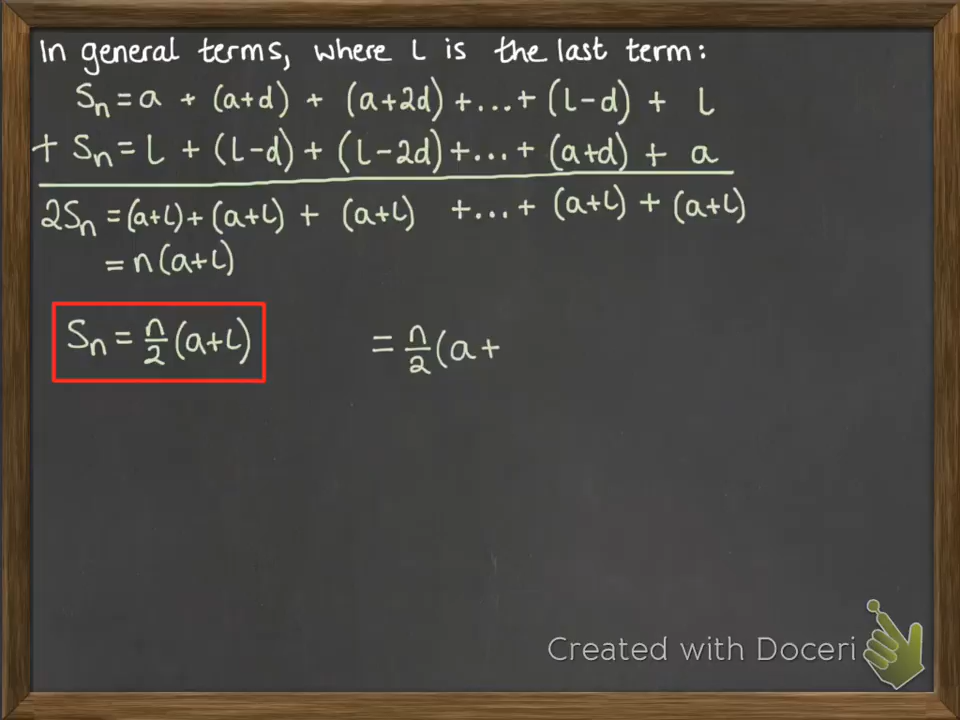 In general terms, where L is the last term:
Sn = a + (a+d) + (a+2d) +...+ (L-d) + L
+ Sn = L + (L-d) + (L-2d) +...+ (a+d) + a
2Sn = (a+L) + (a+L) + (a+L) +...+ (a+L) + (a+L)
= n(a+L)
Sn = n/2 (a+L) = n/2 (a +
Created with Doceri